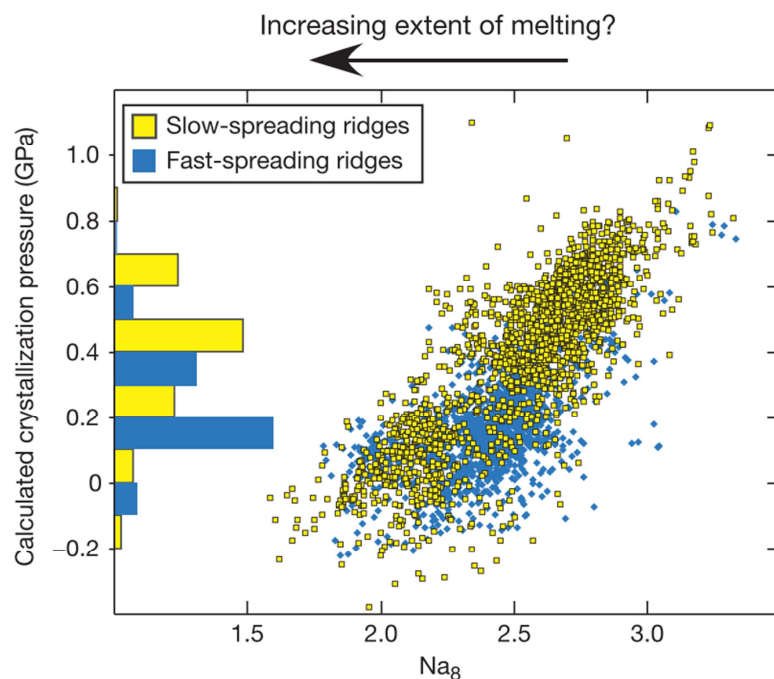 Increasing extent of melting?
Slow-spreading ridges
Fast-spreading ridges
Calculated crystallization pressure (GPa)
1.0
0.8
0.6
0.4
0.2
0
−0.2
1.5 2.0 2.5 3.0
Na₈